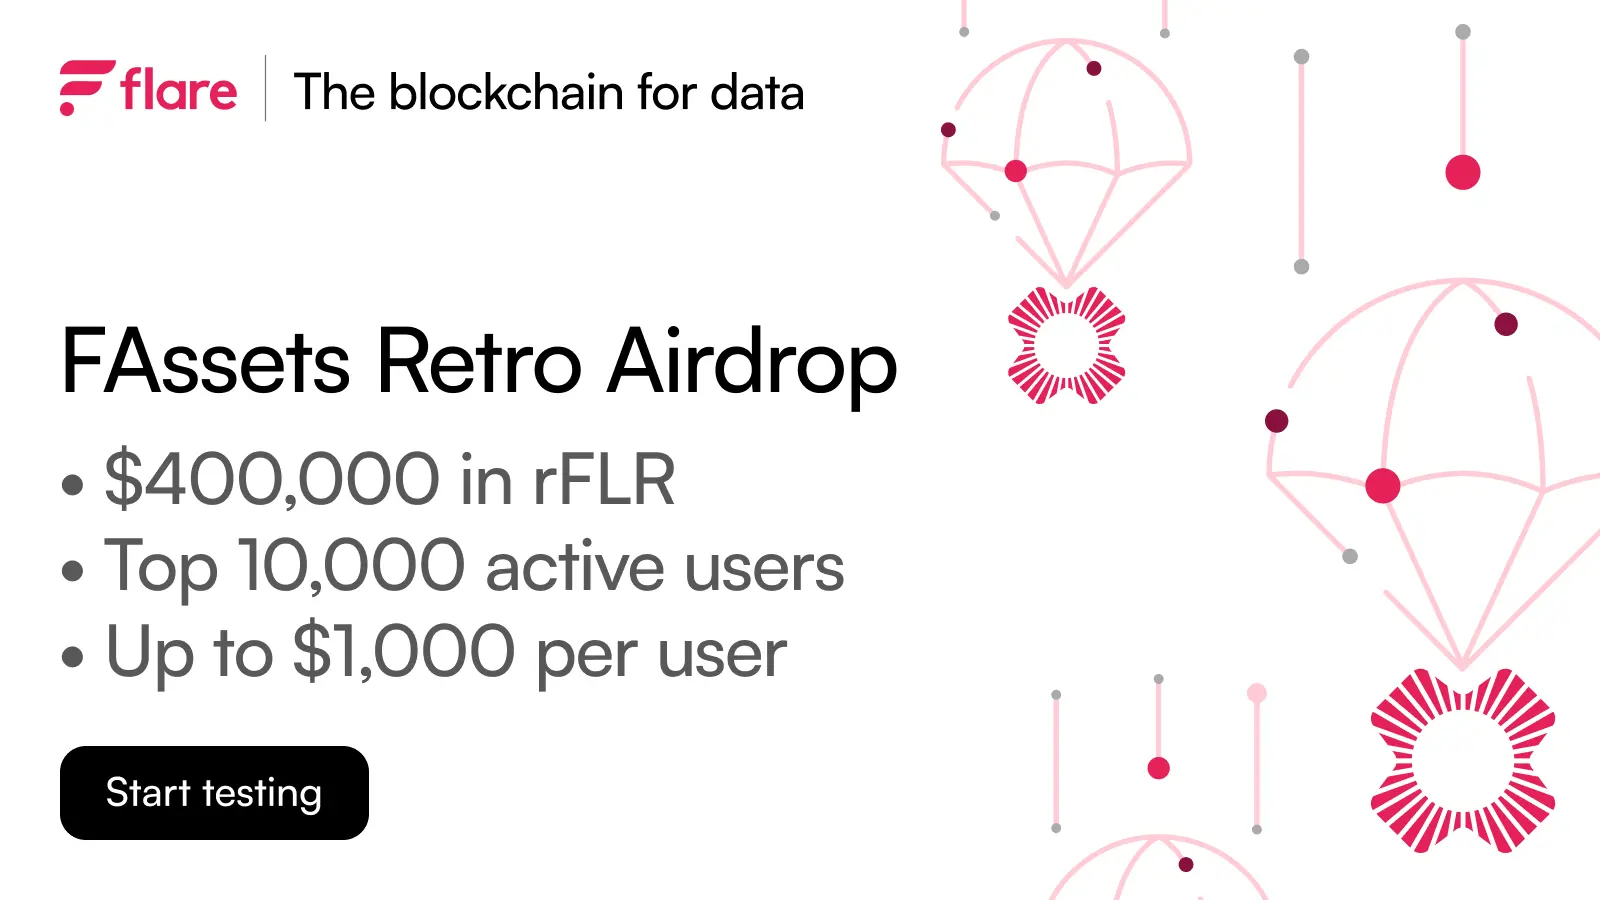 flare
The blockchain for data
FAssets Retro Airdrop
• $400,000 in rFLR
• Top 10,000 active users
• Up to $1,000 per user
Start testing